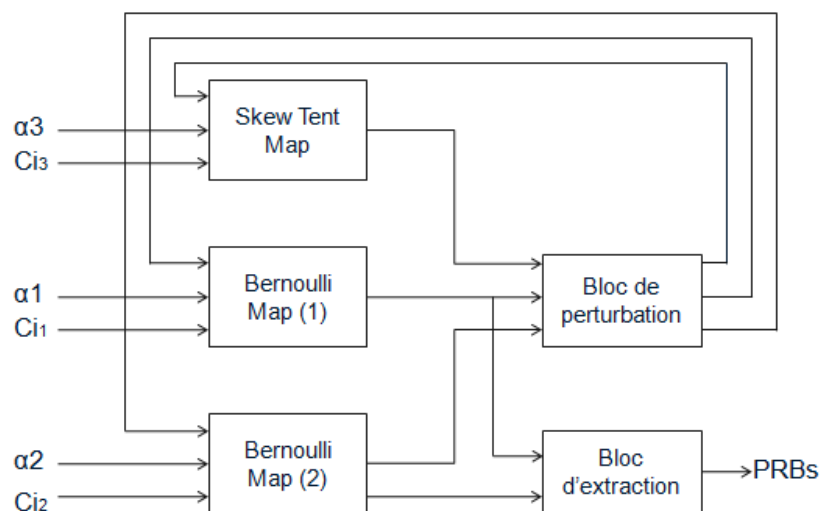 α3
Ci3
Skew Tent
Map
α1
Ci1
Bernoulli
Map (1)
Bloc de
perturbation
α2
Ci2
Bernoulli
Map (2)
Bloc
d'extraction
PRBs